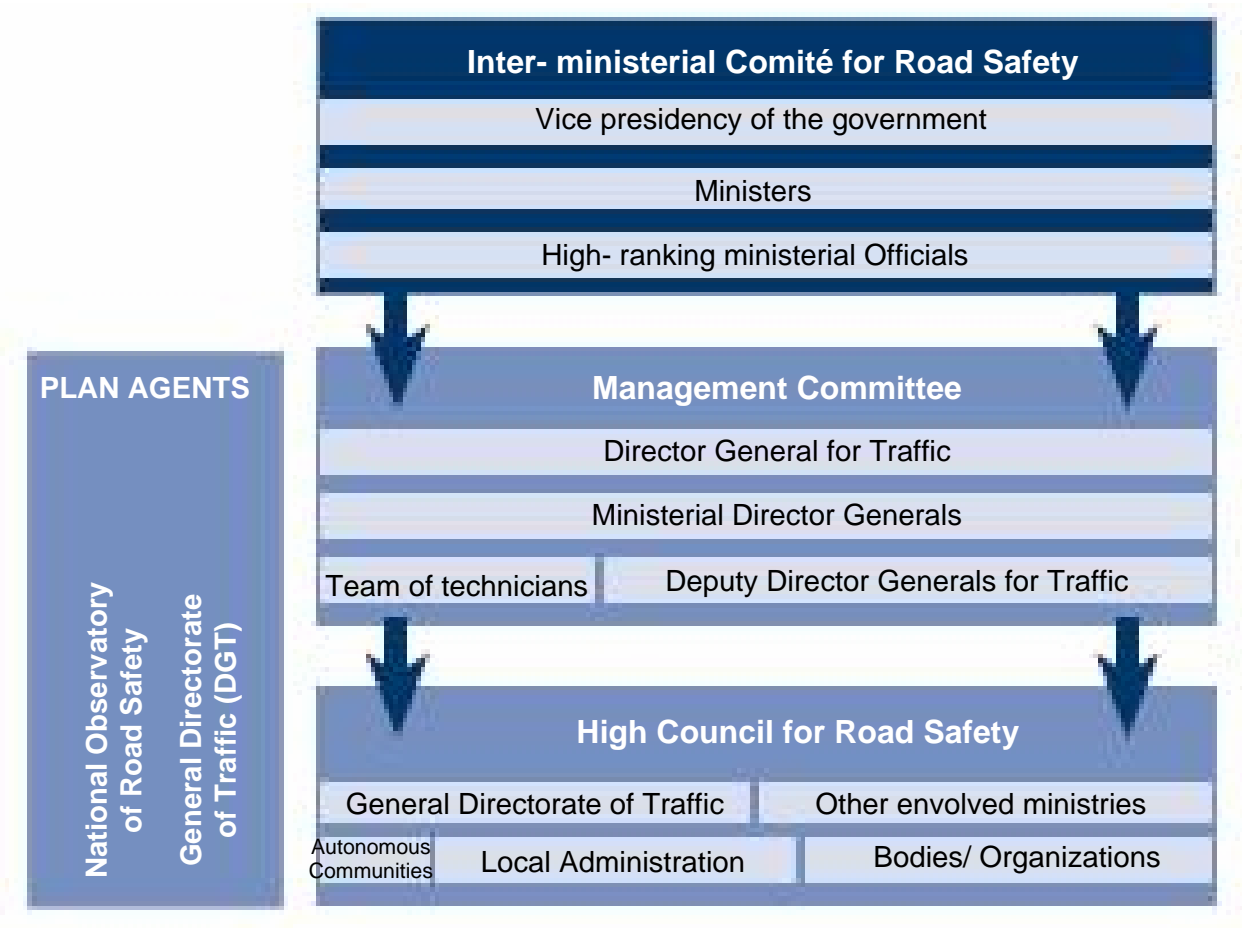 Inter- ministerial Comité for Road Safety
Vice presidency of the government
Ministers
High- ranking ministerial Officials
PLAN AGENTS
National Observatory
of Road Safety
General Directorate
of Traffic (DGT)
Management Committee
Director General for Traffic
Ministerial Director Generals
Team of technicians
Deputy Director Generals for Traffic
High Council for Road Safety
General Directorate of Traffic
Other envolved ministries
Autonomous
Communities
Local Administration
Bodies/ Organizations